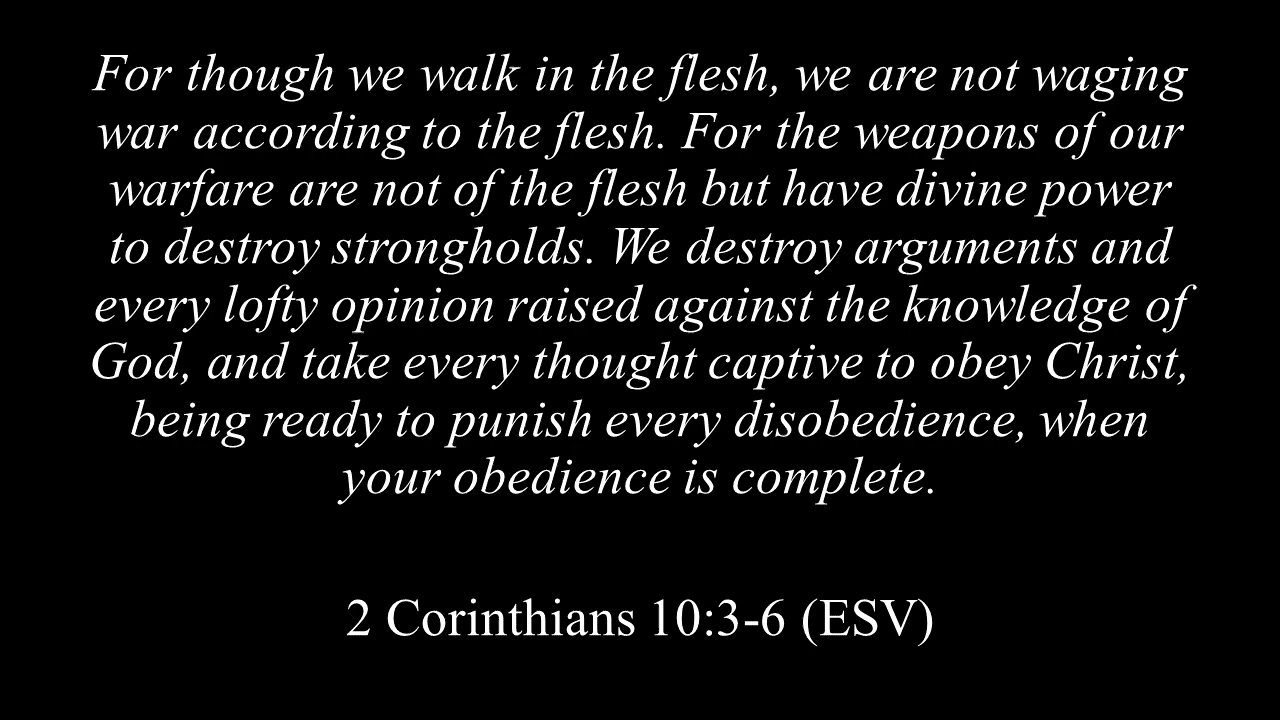 For though we walk in the flesh, we are not waging
war according to the flesh. For the weapons of our
warfare are not of the flesh but have divine power
to destroy strongholds. We destroy arguments and
every lofty opinion raised against the knowledge of
God, and take every thought captive to obey Christ,
being ready to punish every disobedience, when
your obedience is complete.
2 Corinthians 10:3-6 (ESV)